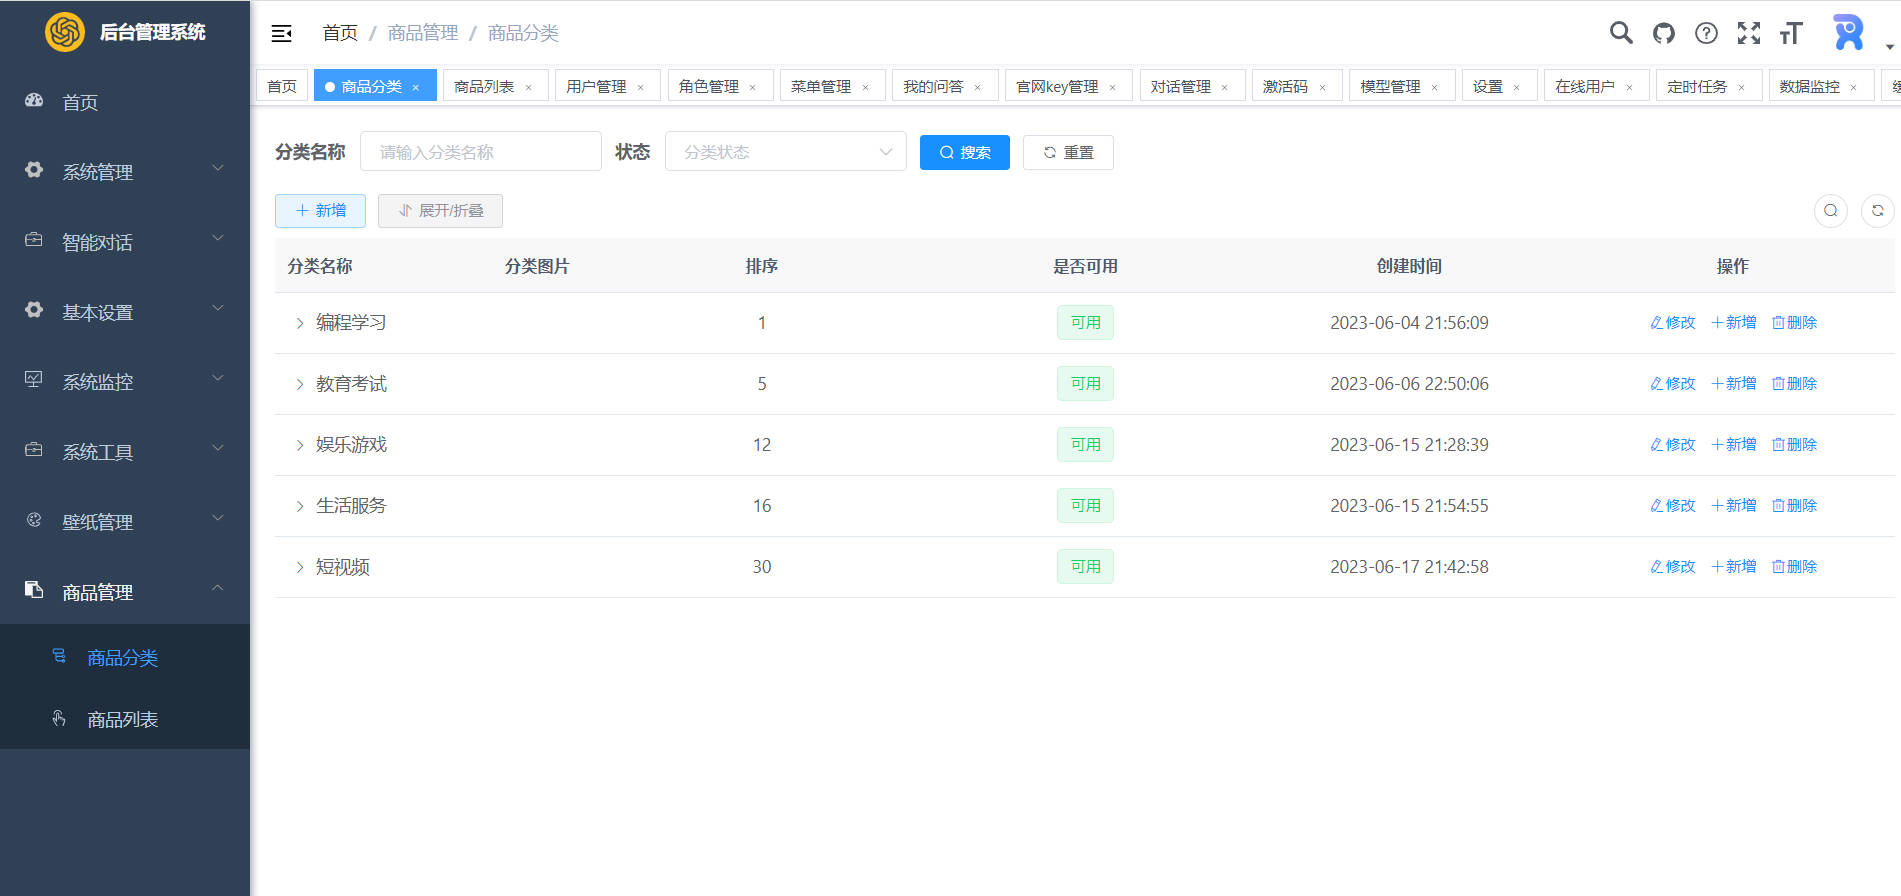 后台管理系统
首页 / 商品管理 / 商品分类
首页 商品分类 × 商品列表 × 用户管理 × 角色管理 × 菜单管理 × 我的问答 × 官网key管理 × 对话管理 × 激活码 × 模型管理 × 设置 × 在线用户 × 定时任务 × 数据监控 ×
首页
系统管理
智能对话
基本设置
系统监控
系统工具
壁纸管理
商品管理
商品分类
商品列表
分类名称 请输入分类名称 状态 分类状态 搜索 重置
新增 展开/折叠
分类名称 分类图片 排序 是否可用 创建时间 操作
编程学习 1 可用 2023-06-04 21:56:09 修改 新增 删除
教育考试 5 可用 2023-06-06 22:50:06 修改 新增 删除
娱乐游戏 12 可用 2023-06-15 21:28:39 修改 新增 删除
生活服务 16 可用 2023-06-15 21:54:55 修改 新增 删除
短视频 30 可用 2023-06-17 21:42:58 修改 新增 删除